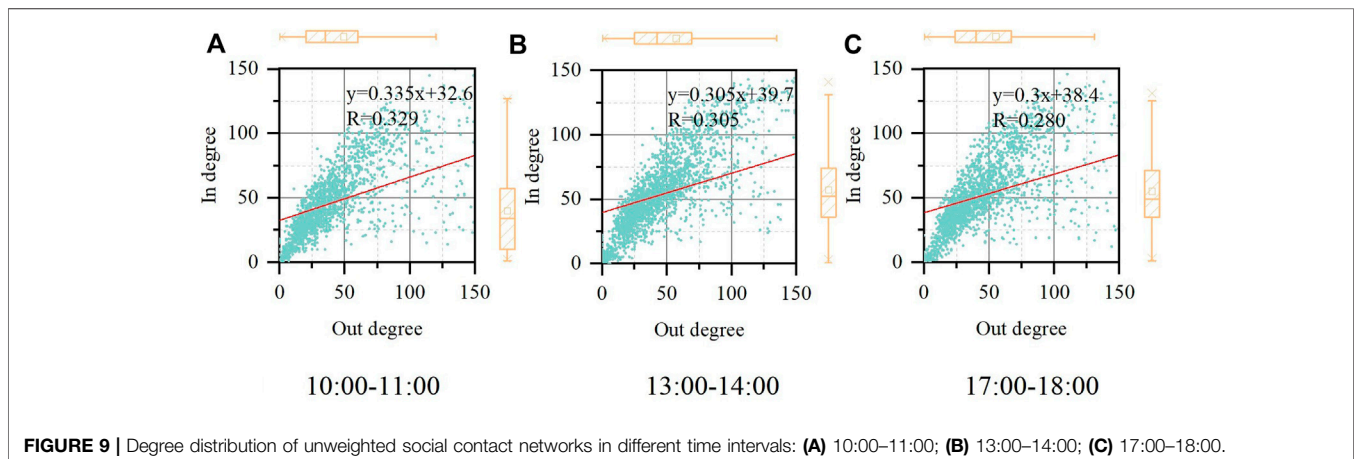 A
B
C
150
100
50
0
0
50
100
150
In degree
Out degree
y=0.335x+32.6
R=0.329
10:00-11:00
150
100
50
0
0
50
100
150
In degree
Out degree
y=0.305x+39.7
R=0.305
13:00-14:00
150
100
50
0
0
50
100
150
In degree
Out degree
y=0.3x+38.4
R=0.280
17:00-18:00
FIGURE 9 | Degree distribution of unweighted social contact networks in different time intervals: (A) 10:00–11:00; (B) 13:00–14:00; (C) 17:00–18:00.